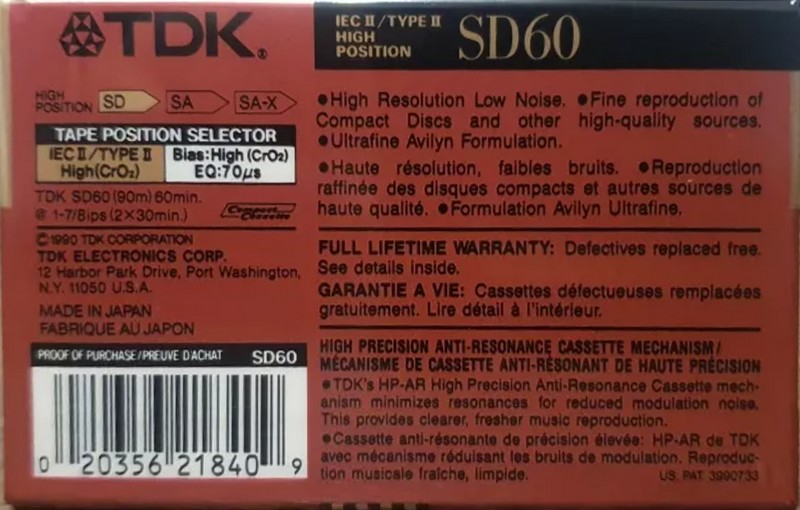 TDK®
IEC II/TYPE II
HIGH
POSITION
SD60
HIGH
POSITION
SD
SA
SA-X
TAPE POSITION SELECTOR
IEC II/TYPE II
High(CrO₂)
Bias:High (CrO₂)
EQ:70µs
TDK SD60(90m)60min.
@ 1-7/8ips(2×30min.)
Compact
Cassette
©1990 TDK CORPORATION
TDK ELECTRONICS CORP.
12 Harbor Park Drive, Port Washington,
N.Y. 11050 U.S.A.
MADE IN JAPAN
FABRIQUE AU JAPON
PROOF OF PURCHASE/PREUVE D'ACHAT SD60
0 20356 21840 9
●High Resolution Low Noise. ●Fine reproduction of
Compact Discs and other high-quality sources.
●Ultrafine Avilyn Formulation.
●Haute résolution, faibles bruits. ●Reproduction
raffinée des disques compacts et autres sources de
haute qualité. ●Formulation Avilyn Ultrafine.
FULL LIFETIME WARRANTY: Defectives replaced free.
See details inside.
GARANTIE A VIE: Cassettes défectueuses remplacées
gratuitement. Lire détail à l'intérieur.
HIGH PRECISION ANTI-RESONANCE CASSETTE MECHANISM/
MÉCANISME DE CASSETTE ANTI-RÉSONANT DE HAUTE PRÉCISION
●TDK's HP-AR High Precision Anti-Resonance Cassette mech-
anism minimizes resonances for reduced modulation noise.
This provides clearer, fresher music reproduction.
●Cassette anti-résonante de précision élevée: HP-AR de TDK
avec mécanisme réduisant les bruits de modulation. Reproduc-
tion musicale fraîche, limpide.
US. PAT 3990733